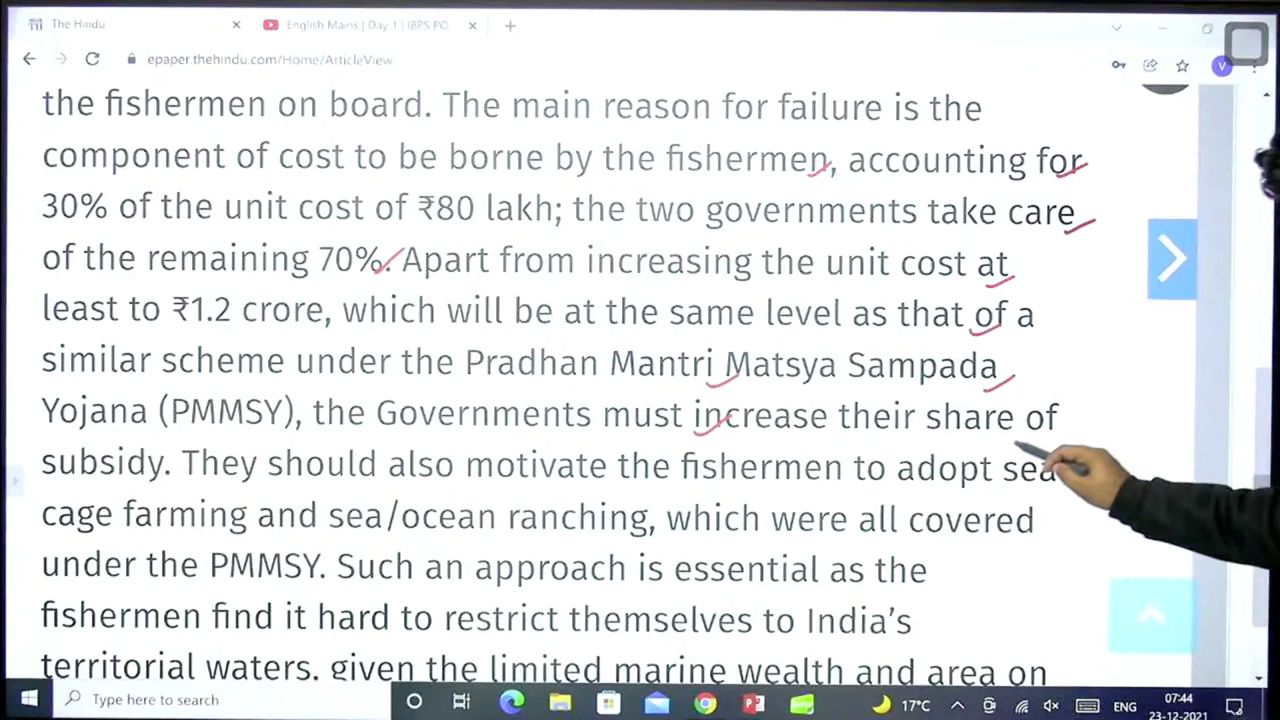 The Hindu
English Mains | Day 1 | IBPS PO
epaper.thehindu.com/Home/ArticleView
V
the fishermen on board. The main reason for failure is the
component of cost to be borne by the fishermen, accounting for
30% of the unit cost of ₹80 lakh; the two governments take care
of the remaining 70%. Apart from increasing the unit cost at
least to ₹1.2 crore, which will be at the same level as that of a
similar scheme under the Pradhan Mantri Matsya Sampada
Yojana (PMMSY), the Governments must increase their share of
subsidy. They should also motivate the fishermen to adopt sea
cage farming and sea/ocean ranching, which were all covered
under the PMMSY. Such an approach is essential as the
fishermen find it hard to restrict themselves to India's
territorial waters, given the limited marine wealth and area on
Type here to search
17°C
ENG
07:44
23-12-2021